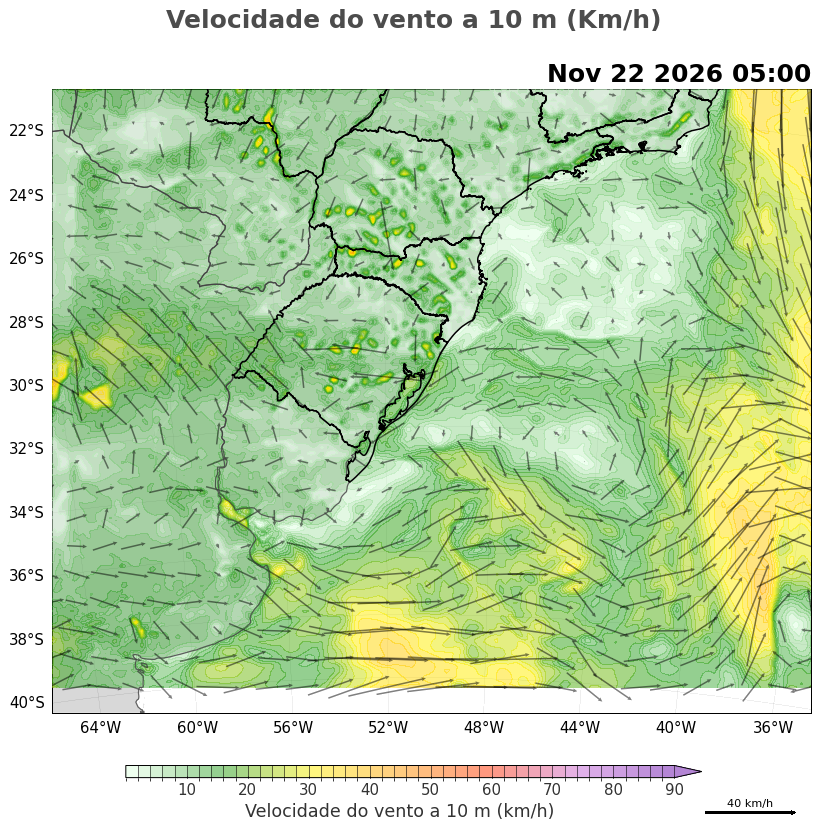 Velocidade do vento a 10 m (Km/h)
Nov 22 2026 05:00
22°S
24°S
26°S
28°S
30°S
32°S
34°S
36°S
38°S
40°S
64°W 60°W 56°W 52°W 48°W 44°W 40°W 36°W
10 20 30 40 50 60 70 80 90
Velocidade do vento a 10 m (km/h)
40 km/h